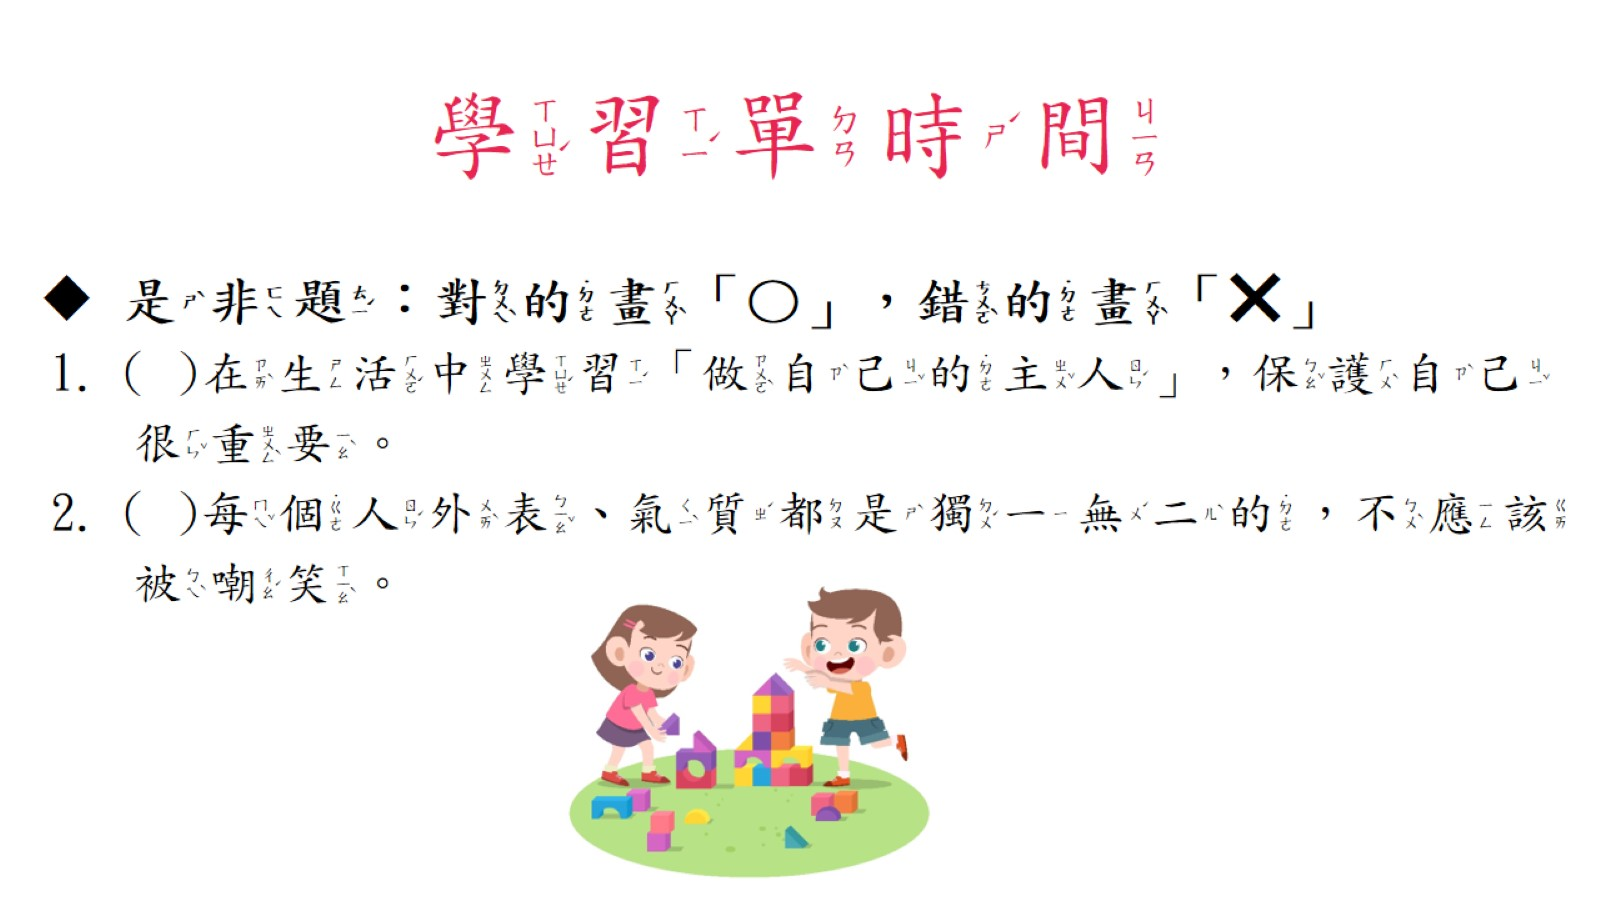 學習單時間
◆ 是非題：對的畫「○」，錯的畫「✕」
1. ( )在生活中學習「做自己的主人」，保護自己
很重要。
2. ( )每個人外表、氣質都是獨一無二的，不應該
被嘲笑。